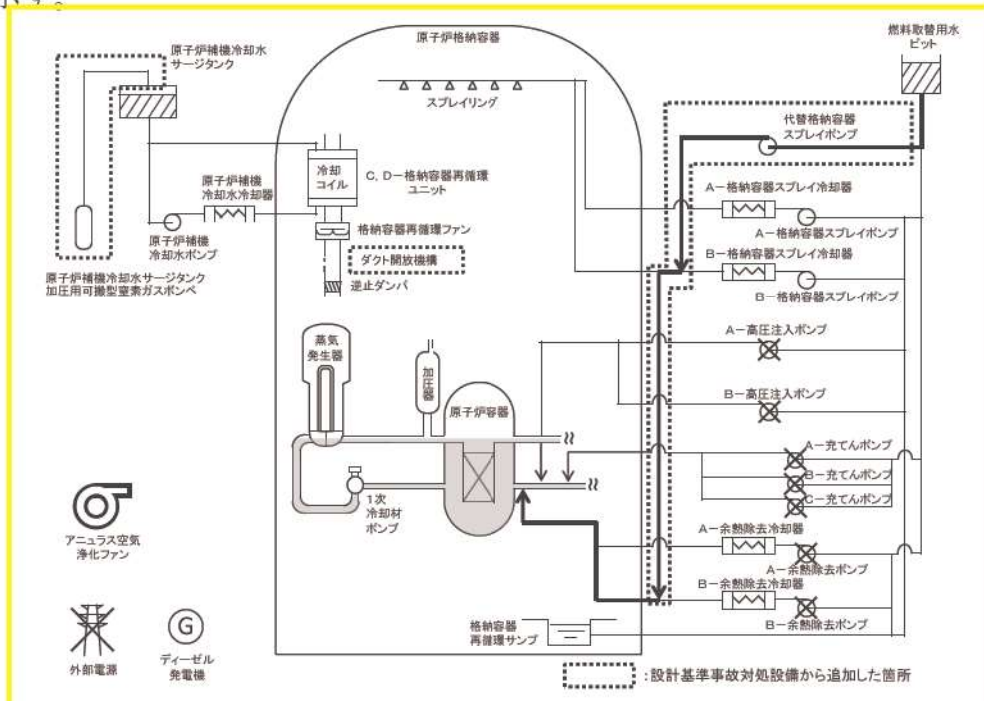 原子炉補機冷却水
サージタンク
原子炉格納容器
燃料取替用水
ピット
スプレイリング
代替格納容器
スプレイポンプ
冷却
コイル
C,D－格納容器再循環
ユニット
原子炉補機
冷却水冷却器
A－格納容器スプレイ冷却器
A－格納容器スプレイポンプ
格納容器再循環ファン
原子炉補機
冷却水ポンプ
B－格納容器スプレイ冷却器
ダクト開放機構
原子炉補機冷却水サージタンク
加圧用可搬型窒素ガスボンベ
逆止ダンパ
B－格納容器スプレイポンプ
蒸気
発生器
A－高圧注入ポンプ
加圧器
原子炉容器
B－高圧注入ポンプ
A－充てんポンプ
B－充てんポンプ
C－充てんポンプ
1次
冷却材
ポンプ
アニュラス空気
浄化ファン
A－余熱除去冷却器
A－余熱除去ポンプ
B－余熱除去冷却器
B－余熱除去ポンプ
格納容器
再循環サンプ
外部電源
G
ディーゼル
発電機
：設計基準事故対処設備から追加した箇所